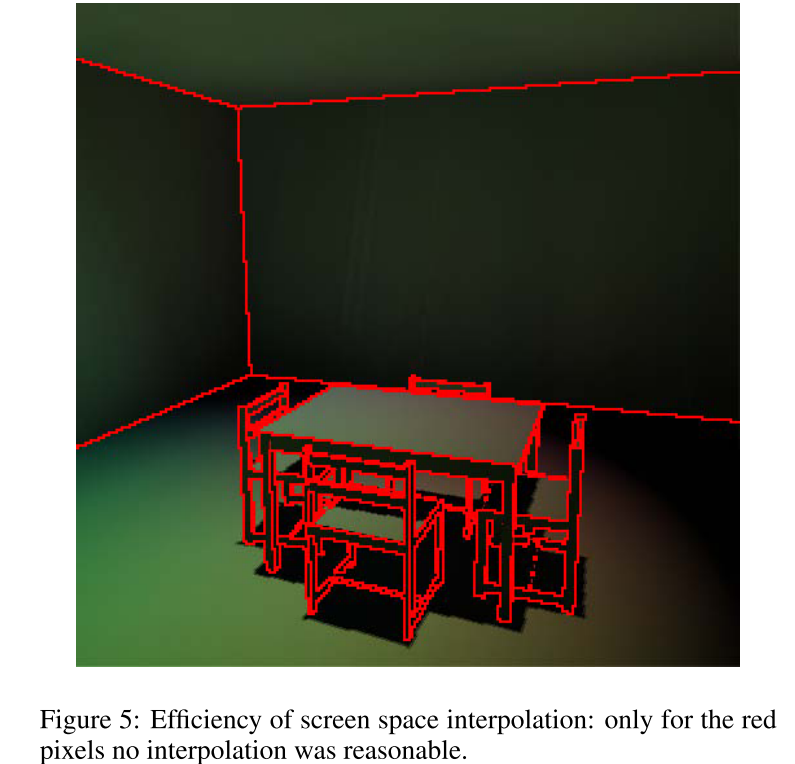 Figure 5: Efficiency of screen space interpolation: only for the red
pixels no interpolation was reasonable.